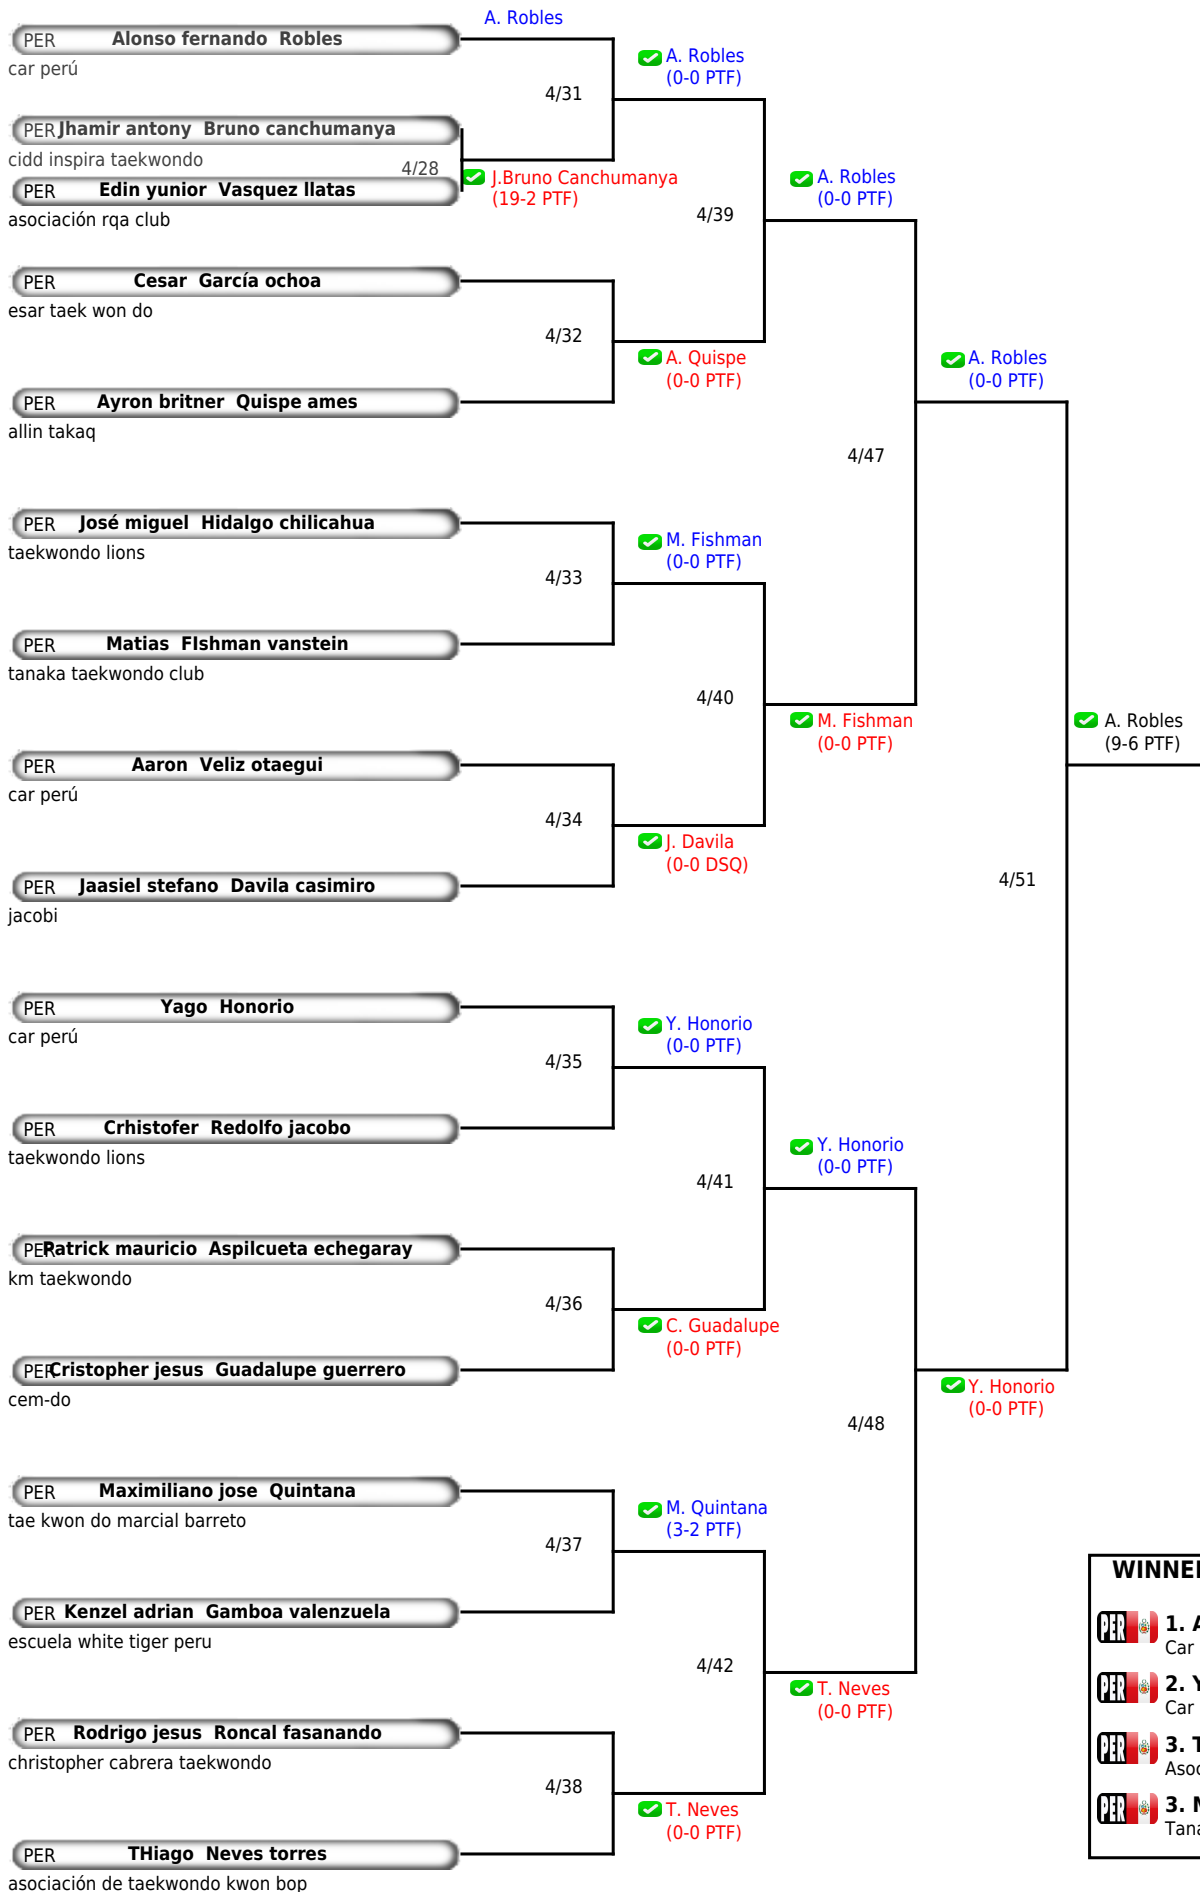 A. Robles
PER Alonso fernando Robles
car perú
A. Robles
(0-0 PTF)
4/31
PER Jhamir antony Bruno canchumanya
cidd inspira taekwondo
4/28
J.Bruno Canchumanya
(19-2 PTF)
PER Edin yunior Vasquez llatas
asociación rqa club
A. Robles
(0-0 PTF)
4/39
PER Cesar García ochoa
esar taek won do
4/32
A. Quispe
(0-0 PTF)
A. Robles
(0-0 PTF)
PER Ayron britner Quispe ames
allin takaq
4/47
PER José miguel Hidalgo chilicahua
taekwondo lions
M. Fishman
(0-0 PTF)
4/33
PER Matias FIshman vanstein
tanaka taekwondo club
4/40
M. Fishman
(0-0 PTF)
A. Robles
(9-6 PTF)
PER Aaron Veliz otaegui
car perú
4/34
J. Davila
(0-0 DSQ)
PER Jaasiel stefano Davila casimiro
jacobi
4/51
PER Yago Honorio
car perú
Y. Honorio
(0-0 PTF)
4/35
PER Crhistofer Redolfo jacobo
taekwondo lions
Y. Honorio
(0-0 PTF)
4/41
PER Patrick mauricio Aspilcueta echegaray
km taekwondo
4/36
C. Guadalupe
(0-0 PTF)
PER Cristopher jesus Guadalupe guerrero
cem-do
Y. Honorio
(0-0 PTF)
4/48
PER Maximiliano jose Quintana
tae kwon do marcial barreto
M. Quintana
(3-2 PTF)
4/37
PER Kenzel adrian Gamboa valenzuela
escuela white tiger peru
4/42
T. Neves
(0-0 PTF)
PER Rodrigo jesus Roncal fasanando
christopher cabrera taekwondo
4/38
T. Neves
(0-0 PTF)
PER THiago Neves torres
asociación de taekwondo kwon bop
WINNE
PER 1. A
Car
PER 2. Y
Car
PER 3. T
Aso
PER 3. M
Tana